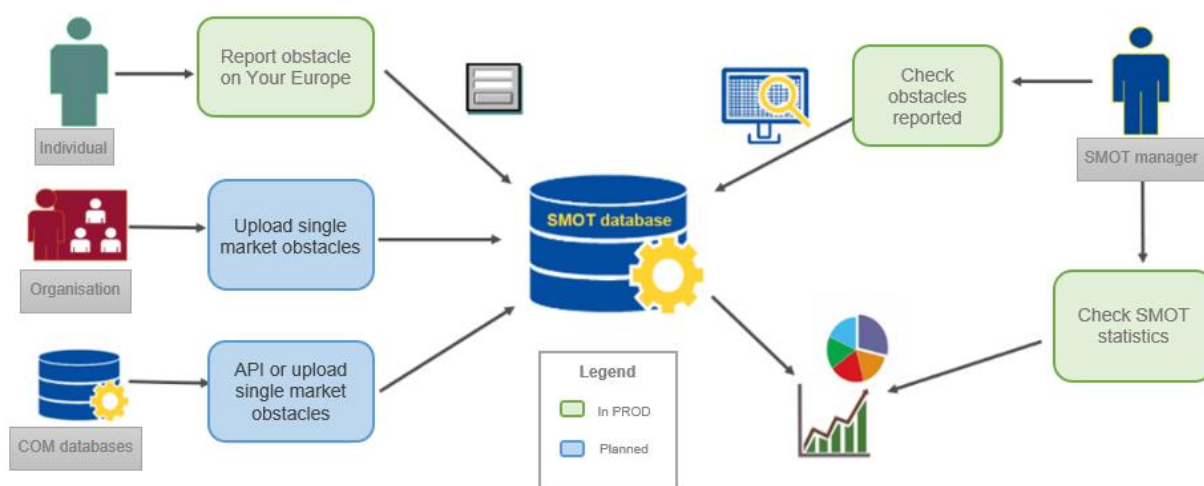 Report obstacle
on Your Europe
Individual
Check
obstacles
reported
SMOT manager
Upload single
market obstacles
Organisation
SMOT database
API or upload
single market
obstacles
COM databases
Check SMOT
statistics
Legend
In PROD
Planned